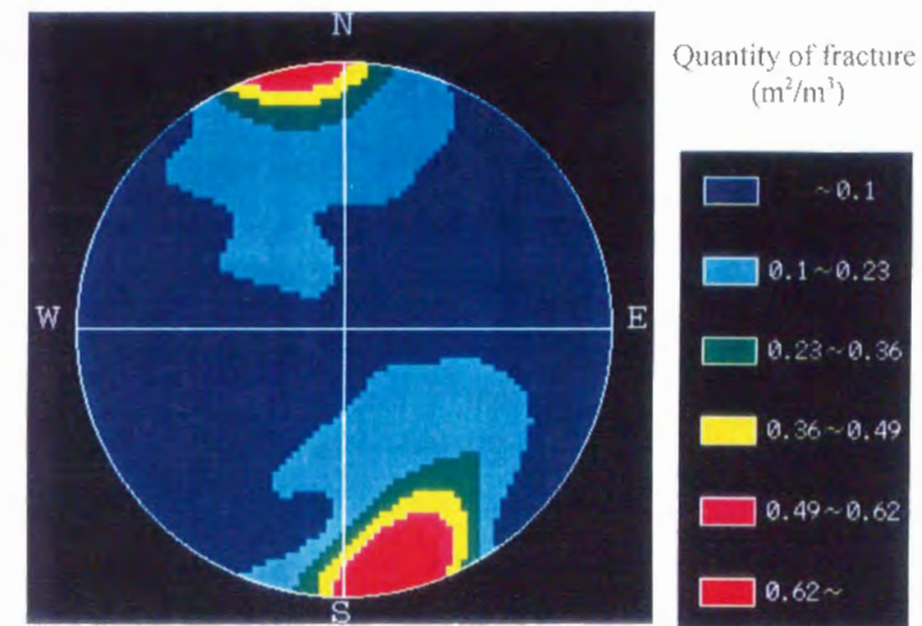 N
W
E
S
Quantity of fracture
(m²/m³)
~0.1
0.1~0.23
0.23~0.36
0.36~0.49
0.49~0.62
0.62~